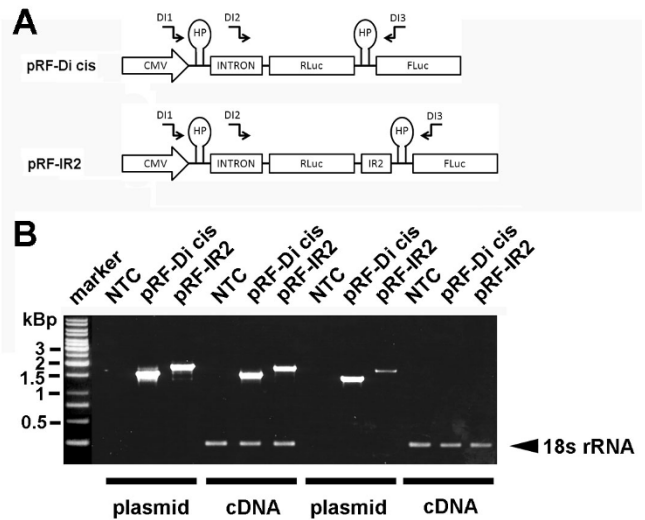 A
DI1 HP DI2 HP DI3
pRF-Di cis CMV INTRON RLuc FLuc
DI1 HP DI2 HP DI3
pRF-IR2 CMV INTRON RLuc IR2 FLuc
B
marker NTC pRF-Di cis pRF-IR2 NTC pRF-Di cis pRF-IR2 NTC pRF-Di cis pRF-IR2 NTC pRF-Di cis pRF-IR2
kBp
3
2
1.5
1
0.5
18s rRNA
plasmid cDNA plasmid cDNA